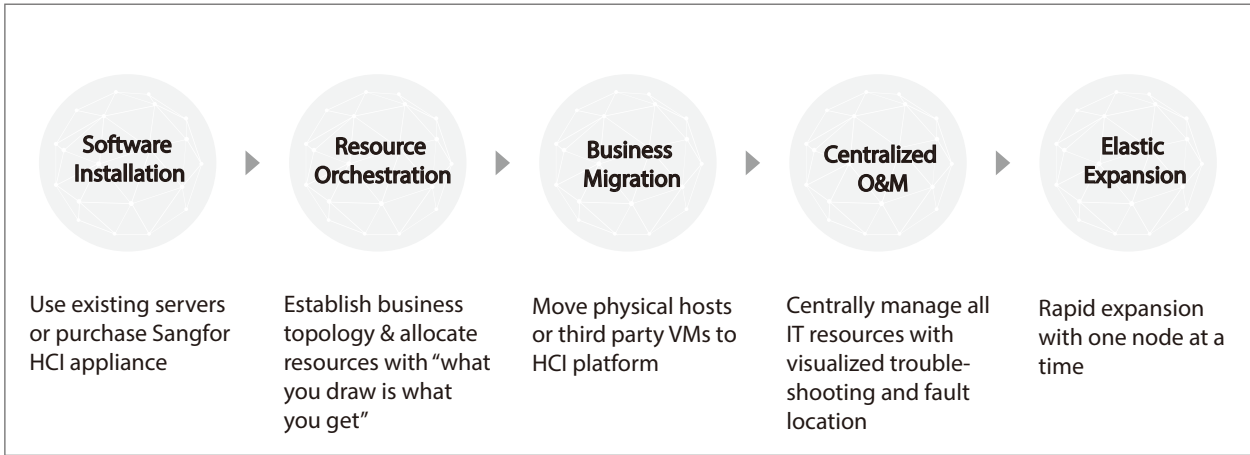 Software
Installation
Use existing servers
or purchase Sangfor
HCI appliance
Resource
Orchestration
Establish business
topology & allocate
resources with “what
you draw is what
you get”
Business
Migration
Move physical hosts
or third party VMs to
HCI platform
Centralized
O&M
Centrally manage all
IT resources with
visualized trouble-
shooting and fault
location
Elastic
Expansion
Rapid expansion
with one node at a
time